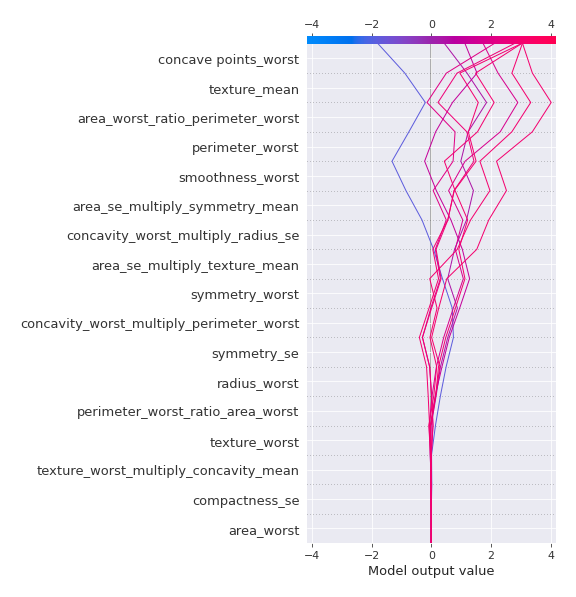 −4 −2 0 2 4
concave points_worst
texture_mean
area_worst_ratio_perimeter_worst
perimeter_worst
smoothness_worst
area_se_multiply_symmetry_mean
concavity_worst_multiply_radius_se
area_se_multiply_texture_mean
symmetry_worst
concavity_worst_multiply_perimeter_worst
symmetry_se
radius_worst
perimeter_worst_ratio_area_worst
texture_worst
texture_worst_multiply_concavity_mean
compactness_se
area_worst
−4 −2 0 2 4
Model output value